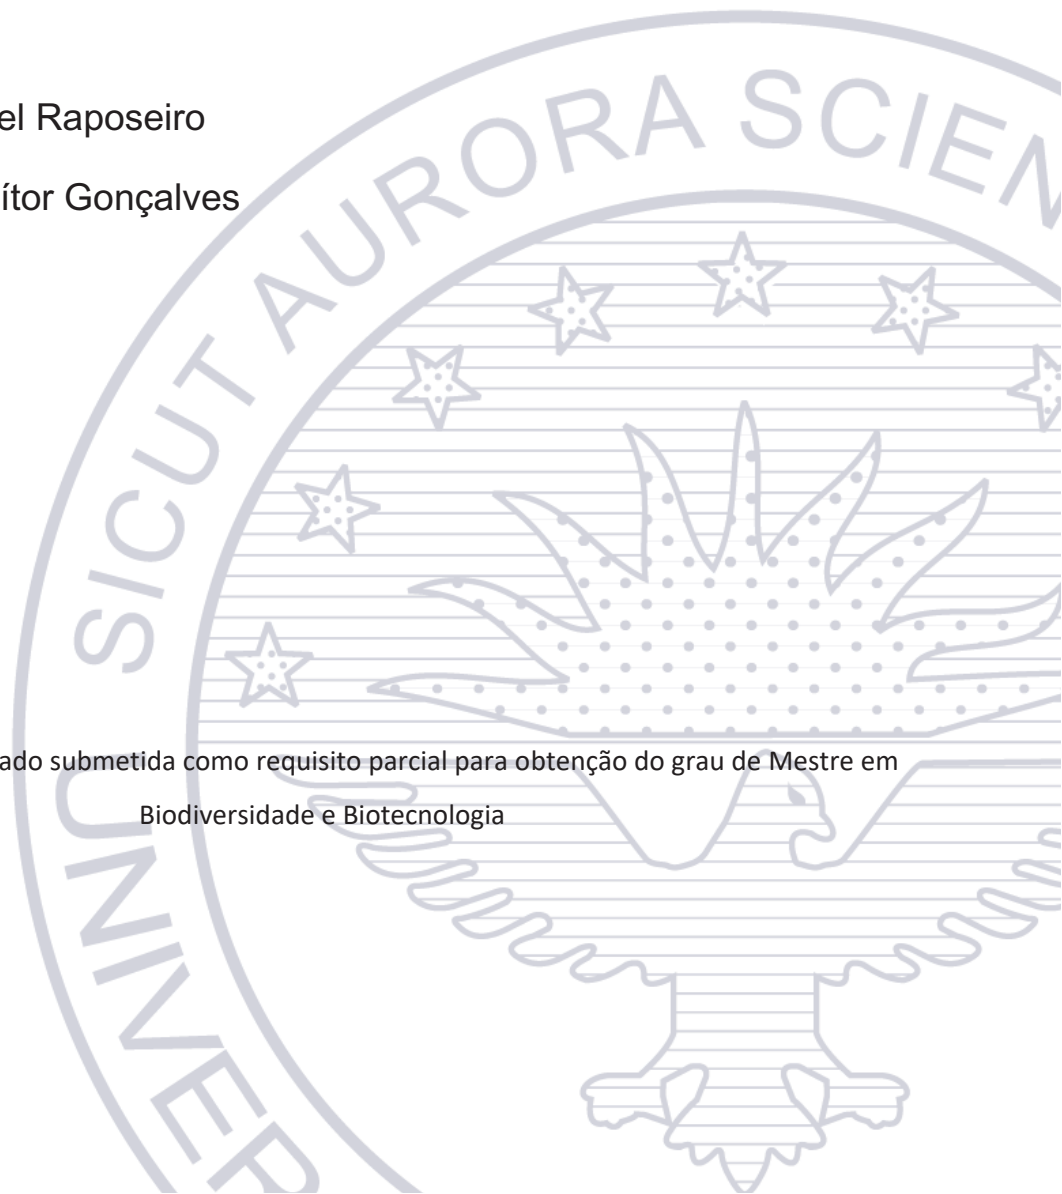 el Raposeiro
ítor Gonçalves
SICUT AURORA SCIEN
UNIVER
ado submetida como requisito parcial para obtenção do grau de Mestre em
Biodiversidade e Biotecnologia